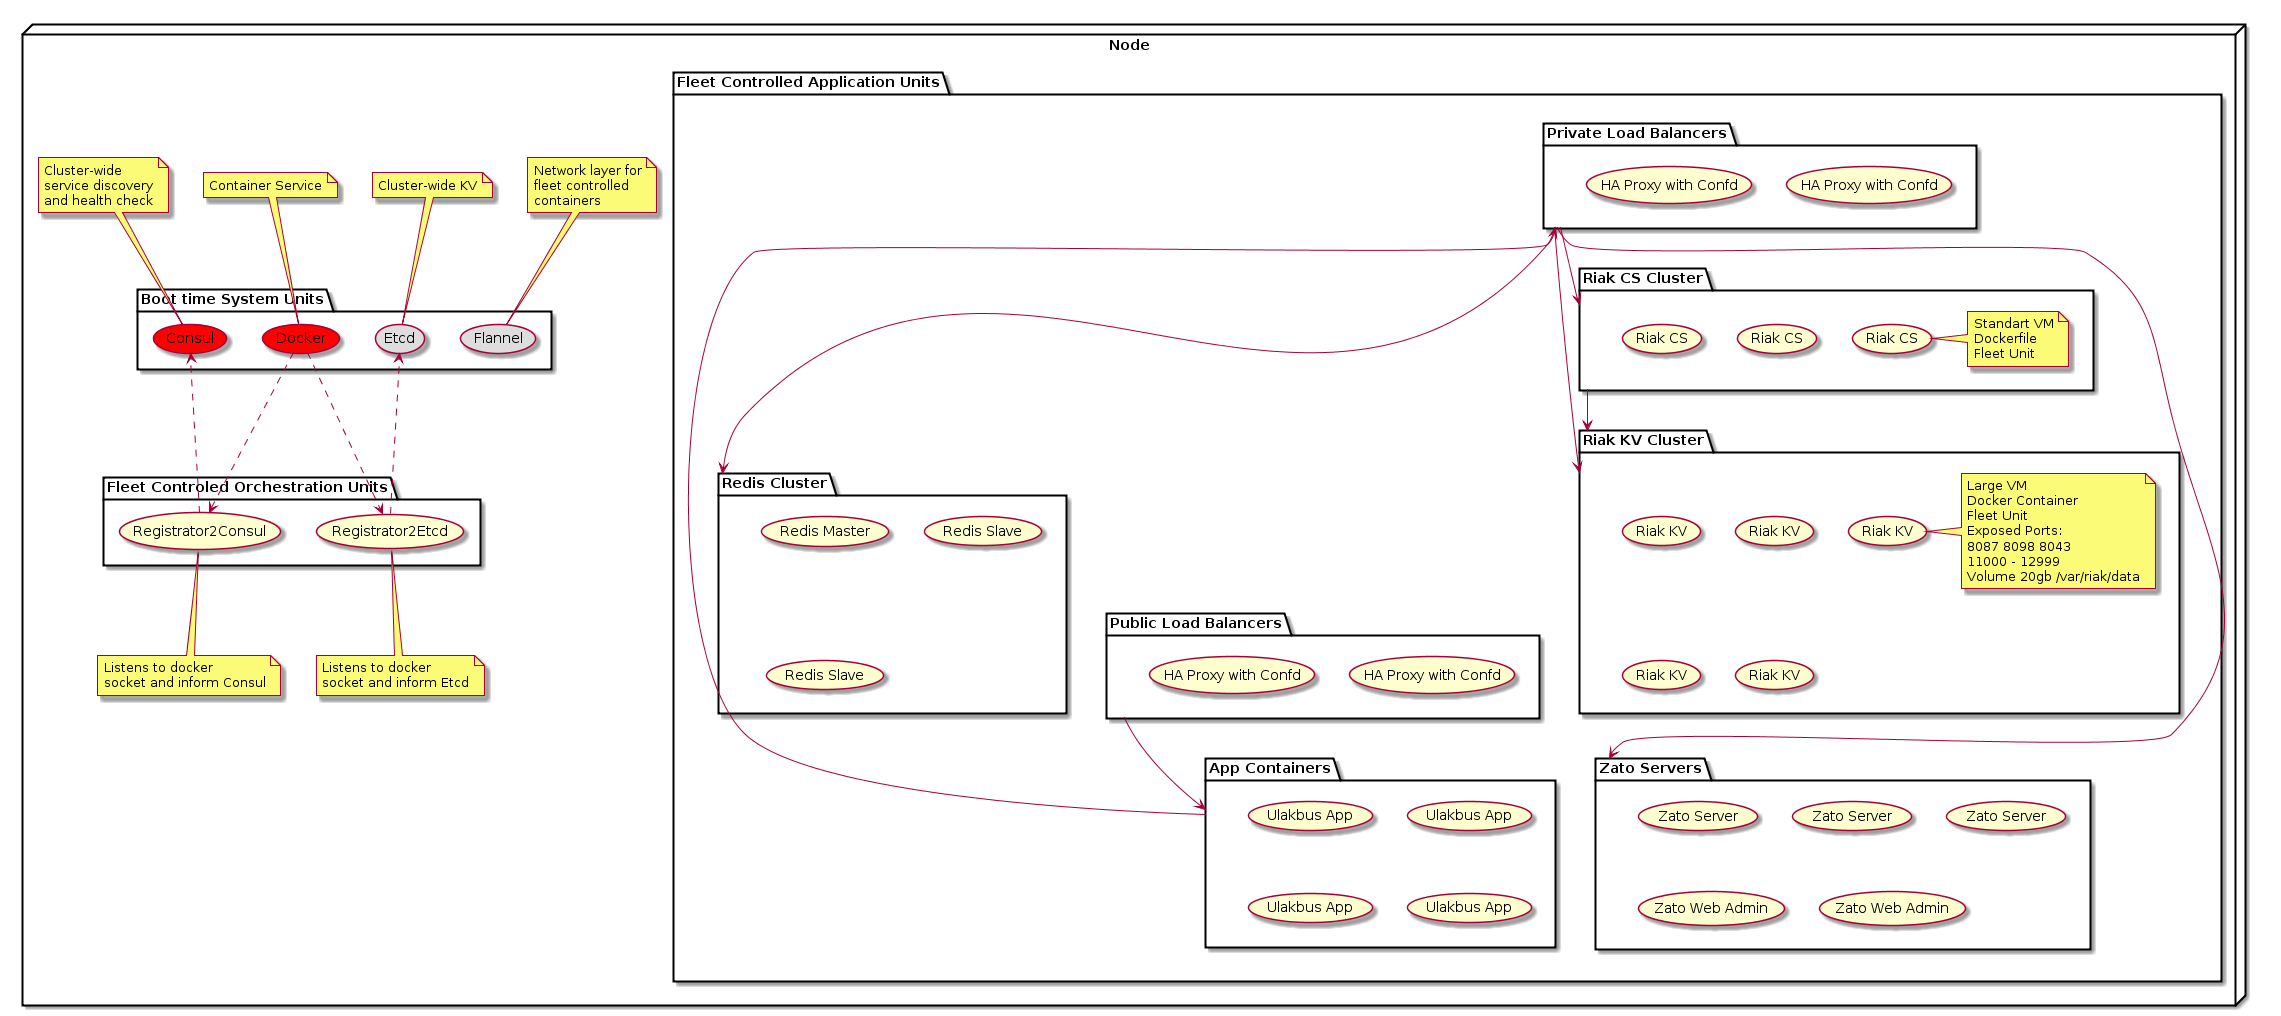 Node
Fleet Controlled Application Units
Private Load Balancers
HA Proxy with Confd
HA Proxy with Confd
Cluster-wide
service discovery
and health check
Container Service
Cluster-wide KV
Network layer for
fleet controlled
containers
Boot time System Units
Consul
Docker
Etcd
Flannel
Riak CS Cluster
Riak CS
Riak CS
Riak CS
Standart VM
Dockerfile
Fleet Unit
Fleet Controled Orchestration Units
Registrator2Consul
Registrator2Etcd
Listens to docker
socket and inform Consul
Listens to docker
socket and inform Etcd
Redis Cluster
Redis Master
Redis Slave
Redis Slave
Riak KV Cluster
Riak KV
Riak KV
Riak KV
Large VM
Docker Container
Fleet Unit
Exposed Ports:
8087 8098 8043
11000 - 12999
Volume 20gb /var/riak/data
Riak KV
Riak KV
Public Load Balancers
HA Proxy with Confd
HA Proxy with Confd
App Containers
Ulakbus App
Ulakbus App
Ulakbus App
Ulakbus App
Zato Servers
Zato Server
Zato Server
Zato Server
Zato Web Admin
Zato Web Admin